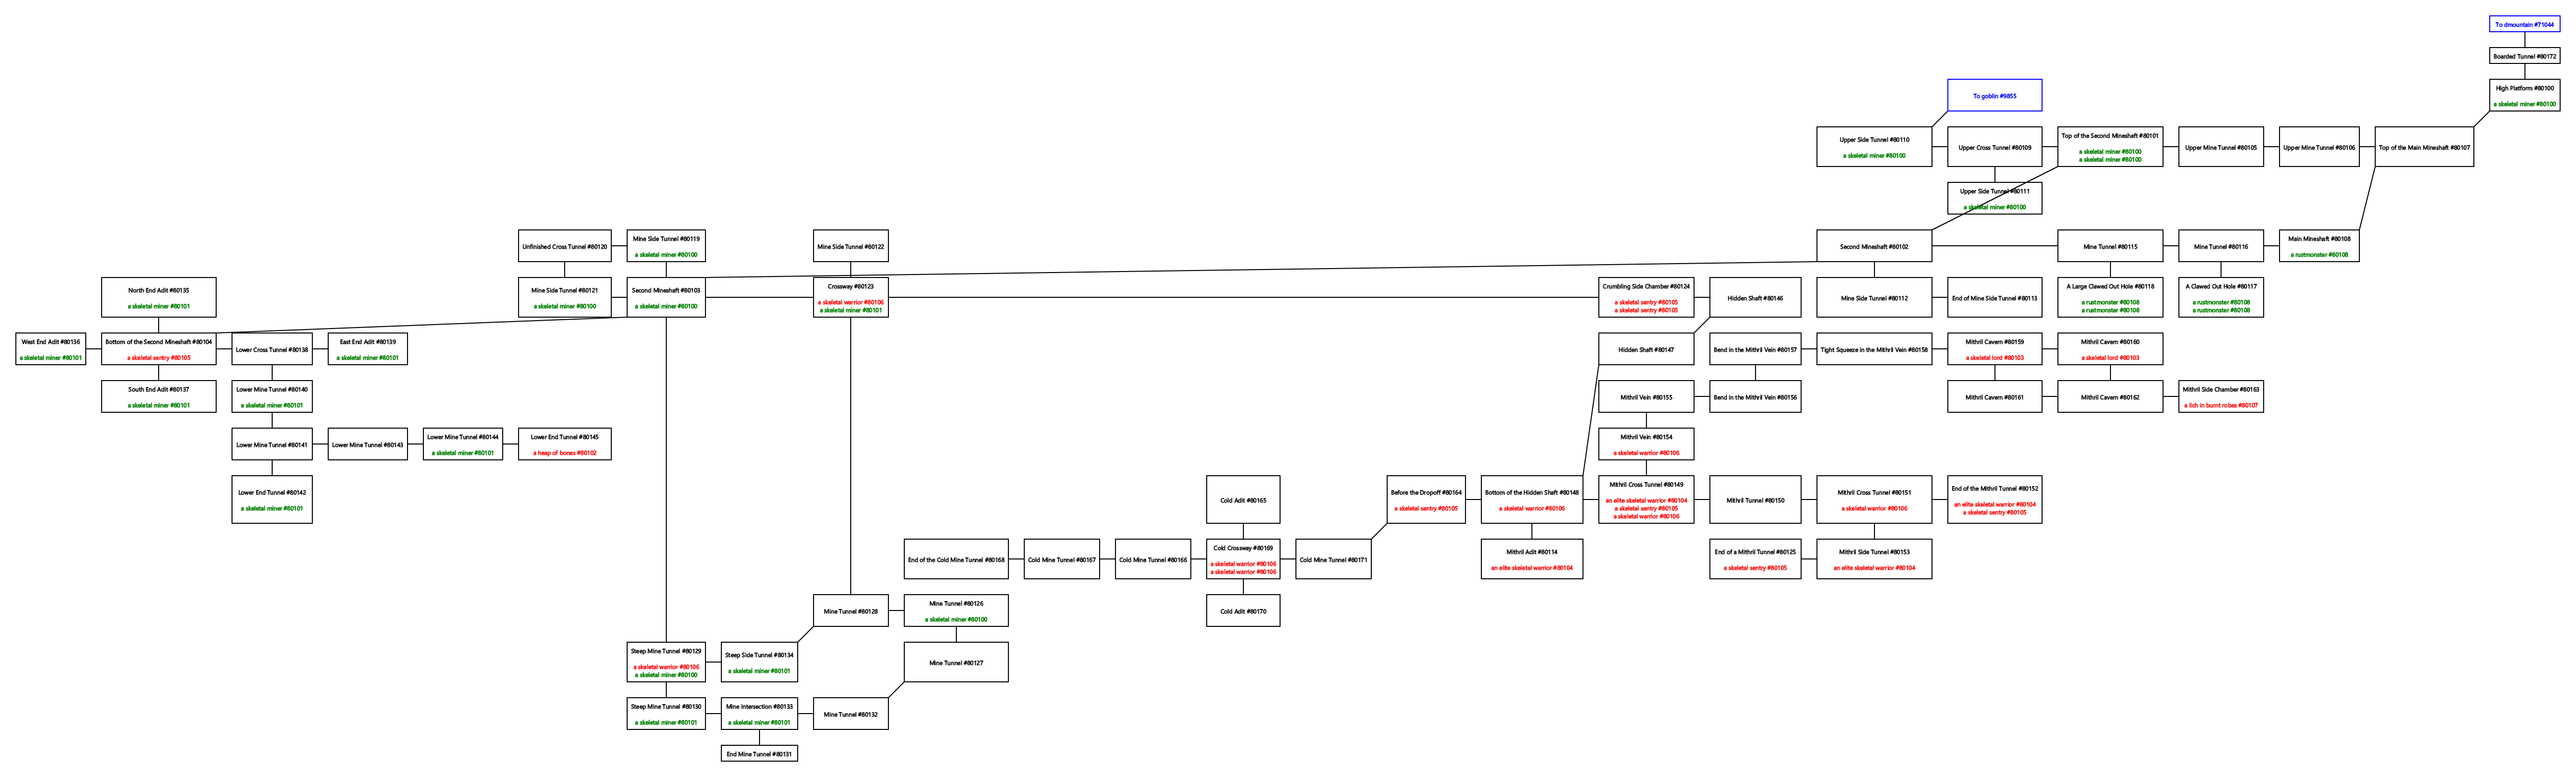 To dmountain #71044
Boarded Tunnel #80172
High Platform #80100
a skeletal miner #80100
To goblin #9855
Upper Side Tunnel #80110
a skeletal miner #80100
Upper Cross Tunnel #80109
Top of the Second Mineshaft #80101
a skeletal miner #80100
a skeletal miner #80100
Upper Mine Tunnel #80105
Upper Mine Tunnel #80106
Top of the Main Mineshaft #80107
Upper Side Tunnel #80111
a skeletal miner #80100
Unfinished Cross Tunnel #80120
Mine Side Tunnel #80119
a skeletal miner #80100
Mine Side Tunnel #80122
Second Mineshaft #80102
Mine Tunnel #80115
Mine Tunnel #80116
Main Mineshaft #80108
a rustmonster #80108
North End Adit #80135
a skeletal miner #80101
Mine Side Tunnel #80121
a skeletal miner #80100
Second Mineshaft #80103
a skeletal miner #80100
Crossway #80123
a skeletal warrior #80106
a skeletal miner #80101
Crumbling Side Chamber #80124
a skeletal sentry #80105
a skeletal sentry #80105
Hidden Shaft #80146
Mine Side Tunnel #80112
End of Mine Side Tunnel #80113
A Large Clawed Out Hole #80118
a rustmonster #80108
a rustmonster #80108
A Clawed Out Hole #80117
a rustmonster #80108
a rustmonster #80108
West End Adit #80136
a skeletal miner #80101
Bottom of the Second Mineshaft #80104
a skeletal sentry #80105
Lower Cross Tunnel #80138
East End Adit #80139
a skeletal miner #80101
Hidden Shaft #80147
Bend in the Mithril Vein #80157
Tight Squeeze in the Mithril Vein #80158
Mithril Cavern #80159
a skeletal lord #80103
Mithril Cavern #80160
a skeletal lord #80103
South End Adit #80137
a skeletal miner #80101
Lower Mine Tunnel #80140
a skeletal miner #80101
Mithril Vein #80155
Bend in the Mithril Vein #80156
Mithril Cavern #80161
Mithril Cavern #80162
Mithril Side Chamber #80163
a lich in burnt robes #80107
Lower Mine Tunnel #80141
Lower Mine Tunnel #80143
Lower Mine Tunnel #80144
a skeletal miner #80101
Lower End Tunnel #80145
a heap of bones #80102
Mithril Vein #80154
a skeletal warrior #80106
Lower End Tunnel #80142
a skeletal miner #80101
Cold Adit #80165
Before the Dropoff #80164
a skeletal sentry #80105
Bottom of the Hidden Shaft #80148
a skeletal warrior #80106
Mithril Cross Tunnel #80149
an elite skeletal warrior #80104
a skeletal sentry #80105
a skeletal warrior #80106
Mithril Tunnel #80150
Mithril Cross Tunnel #80151
a skeletal warrior #80106
End of the Mithril Tunnel #80152
an elite skeletal warrior #80104
a skeletal sentry #80105
End of the Cold Mine Tunnel #80168
Cold Mine Tunnel #80167
Cold Mine Tunnel #80166
Cold Crossway #80169
a skeletal warrior #80106
a skeletal warrior #80106
Cold Mine Tunnel #80171
Mithril Adit #80114
an elite skeletal warrior #80104
End of a Mithril Tunnel #80125
a skeletal sentry #80105
Mithril Side Tunnel #80153
an elite skeletal warrior #80104
Mine Tunnel #80128
Mine Tunnel #80126
a skeletal miner #80100
Cold Adit #80170
Steep Mine Tunnel #80129
a skeletal warrior #80106
a skeletal miner #80100
Steep Side Tunnel #80134
a skeletal miner #80101
Mine Tunnel #80127
Steep Mine Tunnel #80130
a skeletal miner #80101
Mine Intersection #80133
a skeletal miner #80101
Mine Tunnel #80132
End Mine Tunnel #80131